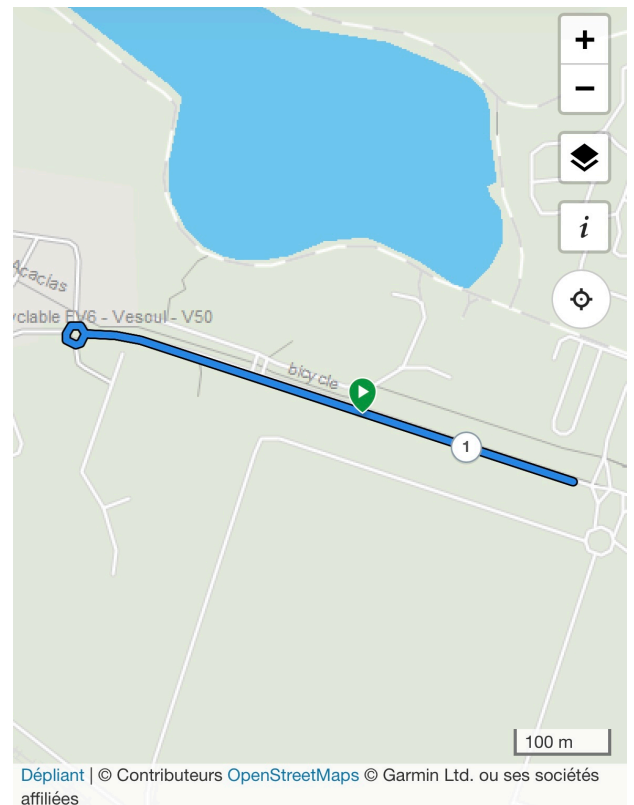 +
−
i
Acacias
yclable EV6 - Vesoul - V50
bicycle
1
100 m
Dépliant | © Contributeurs OpenStreetMaps © Garmin Ltd. ou ses sociétés
affiliées